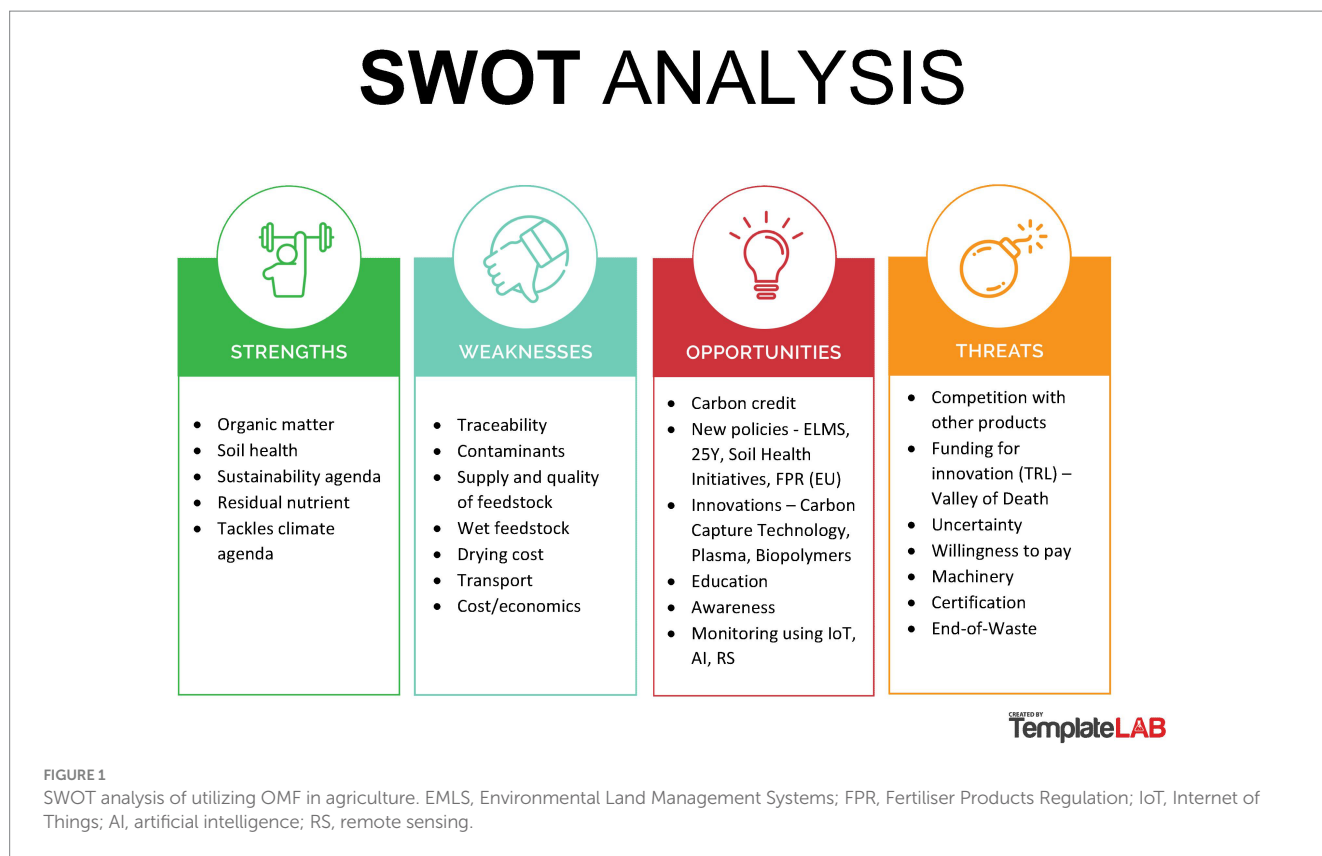 SWOT ANALYSIS
STRENGTHS
• Organic matter
• Soil health
• Sustainability agenda
• Residual nutrient
• Tackles climate
agenda
WEAKNESSES
• Traceability
• Contaminants
• Supply and quality
of feedstock
• Wet feedstock
• Drying cost
• Transport
• Cost/economics
OPPORTUNITIES
• Carbon credit
• New policies - ELMS,
25Y, Soil Health
Initiatives, FPR (EU)
• Innovations – Carbon
Capture Technology,
Plasma, Biopolymers
• Education
• Awareness
• Monitoring using IoT,
AI, RS
THREATS
• Competition with
other products
• Funding for
innovation (TRL) –
Valley of Death
• Uncertainty
• Willingness to pay
• Machinery
• Certification
• End-of-Waste
CREATED BY
TemplateLAB
FIGURE 1
SWOT analysis of utilizing OMF in agriculture. EMLS, Environmental Land Management Systems; FPR, Fertiliser Products Regulation; IoT, Internet of
Things; AI, artificial intelligence; RS, remote sensing.